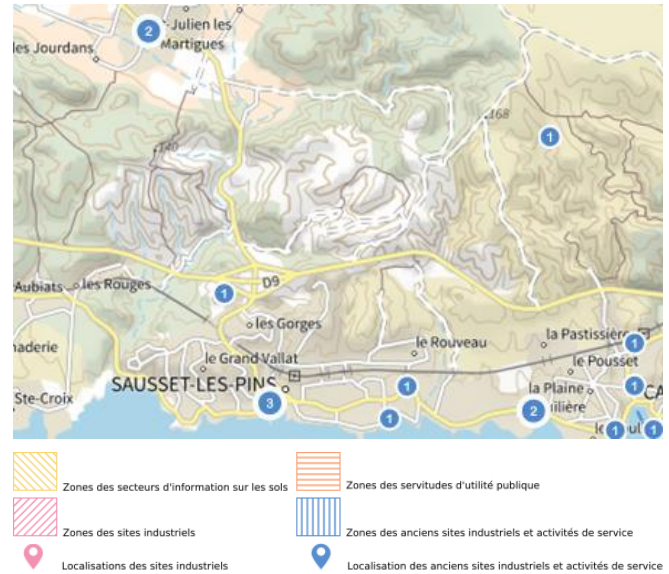 2
Julien les
Martigues
les Jourdans
168
1
140
D9
1
Aubiats
les Rouges
les Gorges
la Pastissière
1
naderie
le Rouveau
le Grand Vallat
le Pousset
SAUSSET-LES-PINS
1
la Plaine
1
CA
Ste-Croix
3
1
2
ilière
1
1
Zones des secteurs d'information sur les sols
Zones des servitudes d'utilité publique
Zones des sites industriels
Zones des anciens sites industriels et activités de service
Localisations des sites industriels
Localisation des anciens sites industriels et activités de service